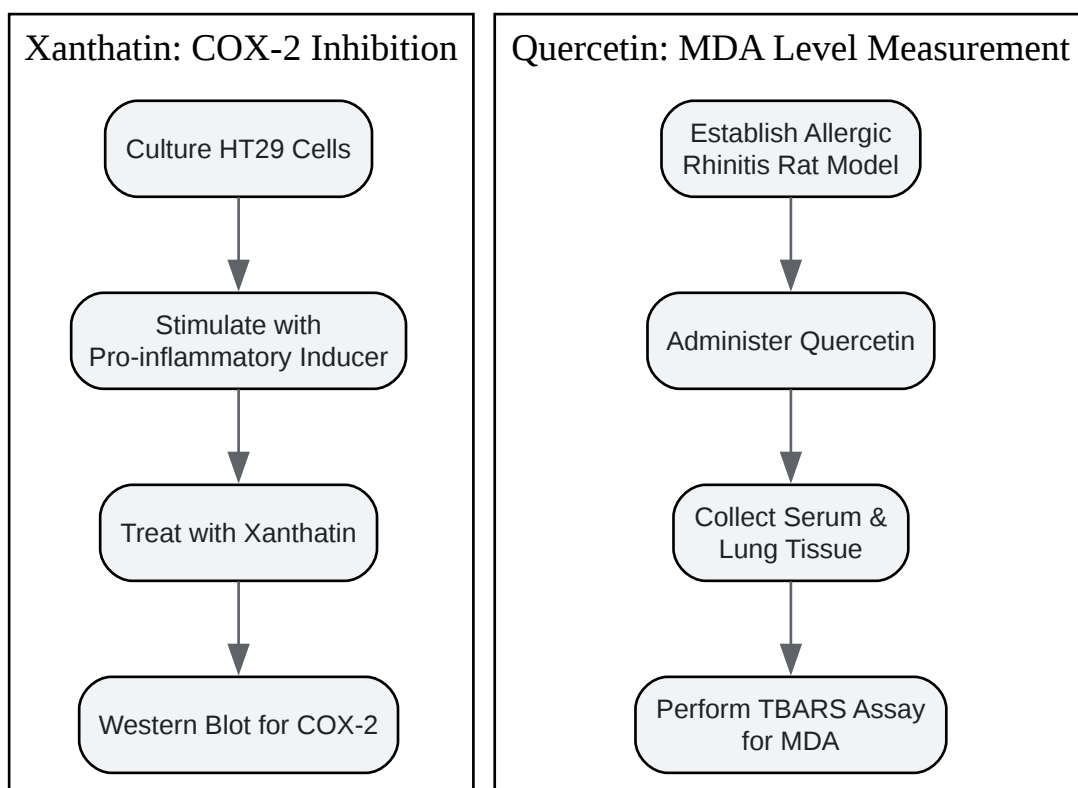 Xanthatin: COX-2 Inhibition
Culture HT29 Cells
Stimulate with
Pro-inflammatory Inducer
Treat with Xanthatin
Western Blot for COX-2
Quercetin: MDA Level Measurement
Establish Allergic
Rhinitis Rat Model
Administer Quercetin
Collect Serum &
Lung Tissue
Perform TBARS Assay
for MDA